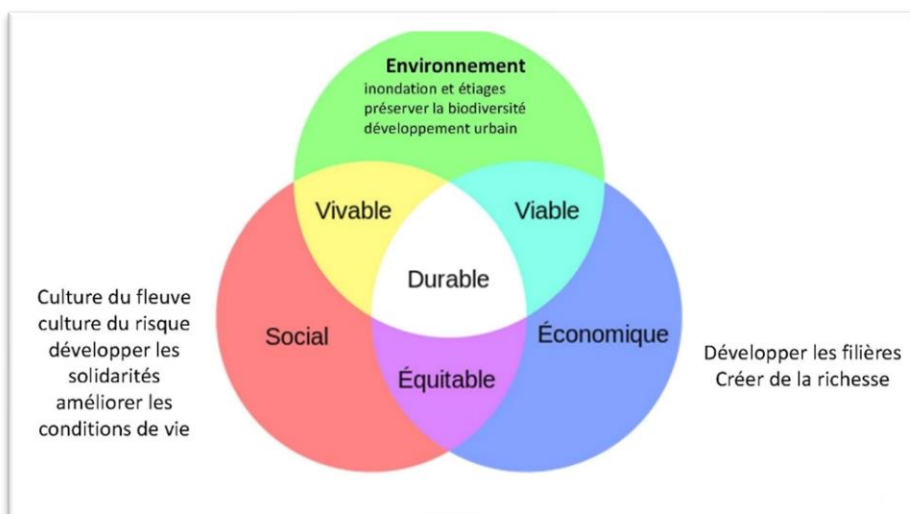 Environnement
inondation et étiages
préserver la biodiversité
développement urbain
Vivable
Viable
Durable
Social
Économique
Équitable
Culture du fleuve
culture du risque
développer les
solidarités
améliorer les
conditions de vie
Développer les filières
Créer de la richesse